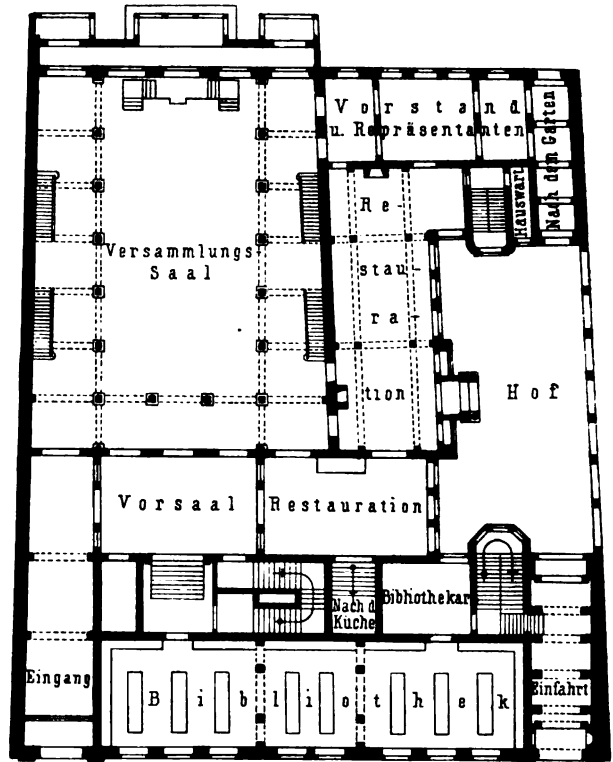 Vorstand
u. Repräsentanten
Nach dem Garten
Hauswart
Re-
stau-
ra-
tion
Versammlungs-
Saal
Hof
Vorsaal
Restauration
Nach d.
Küche
Bibliothekar
Eingang
Bibliothek
Einfahrt